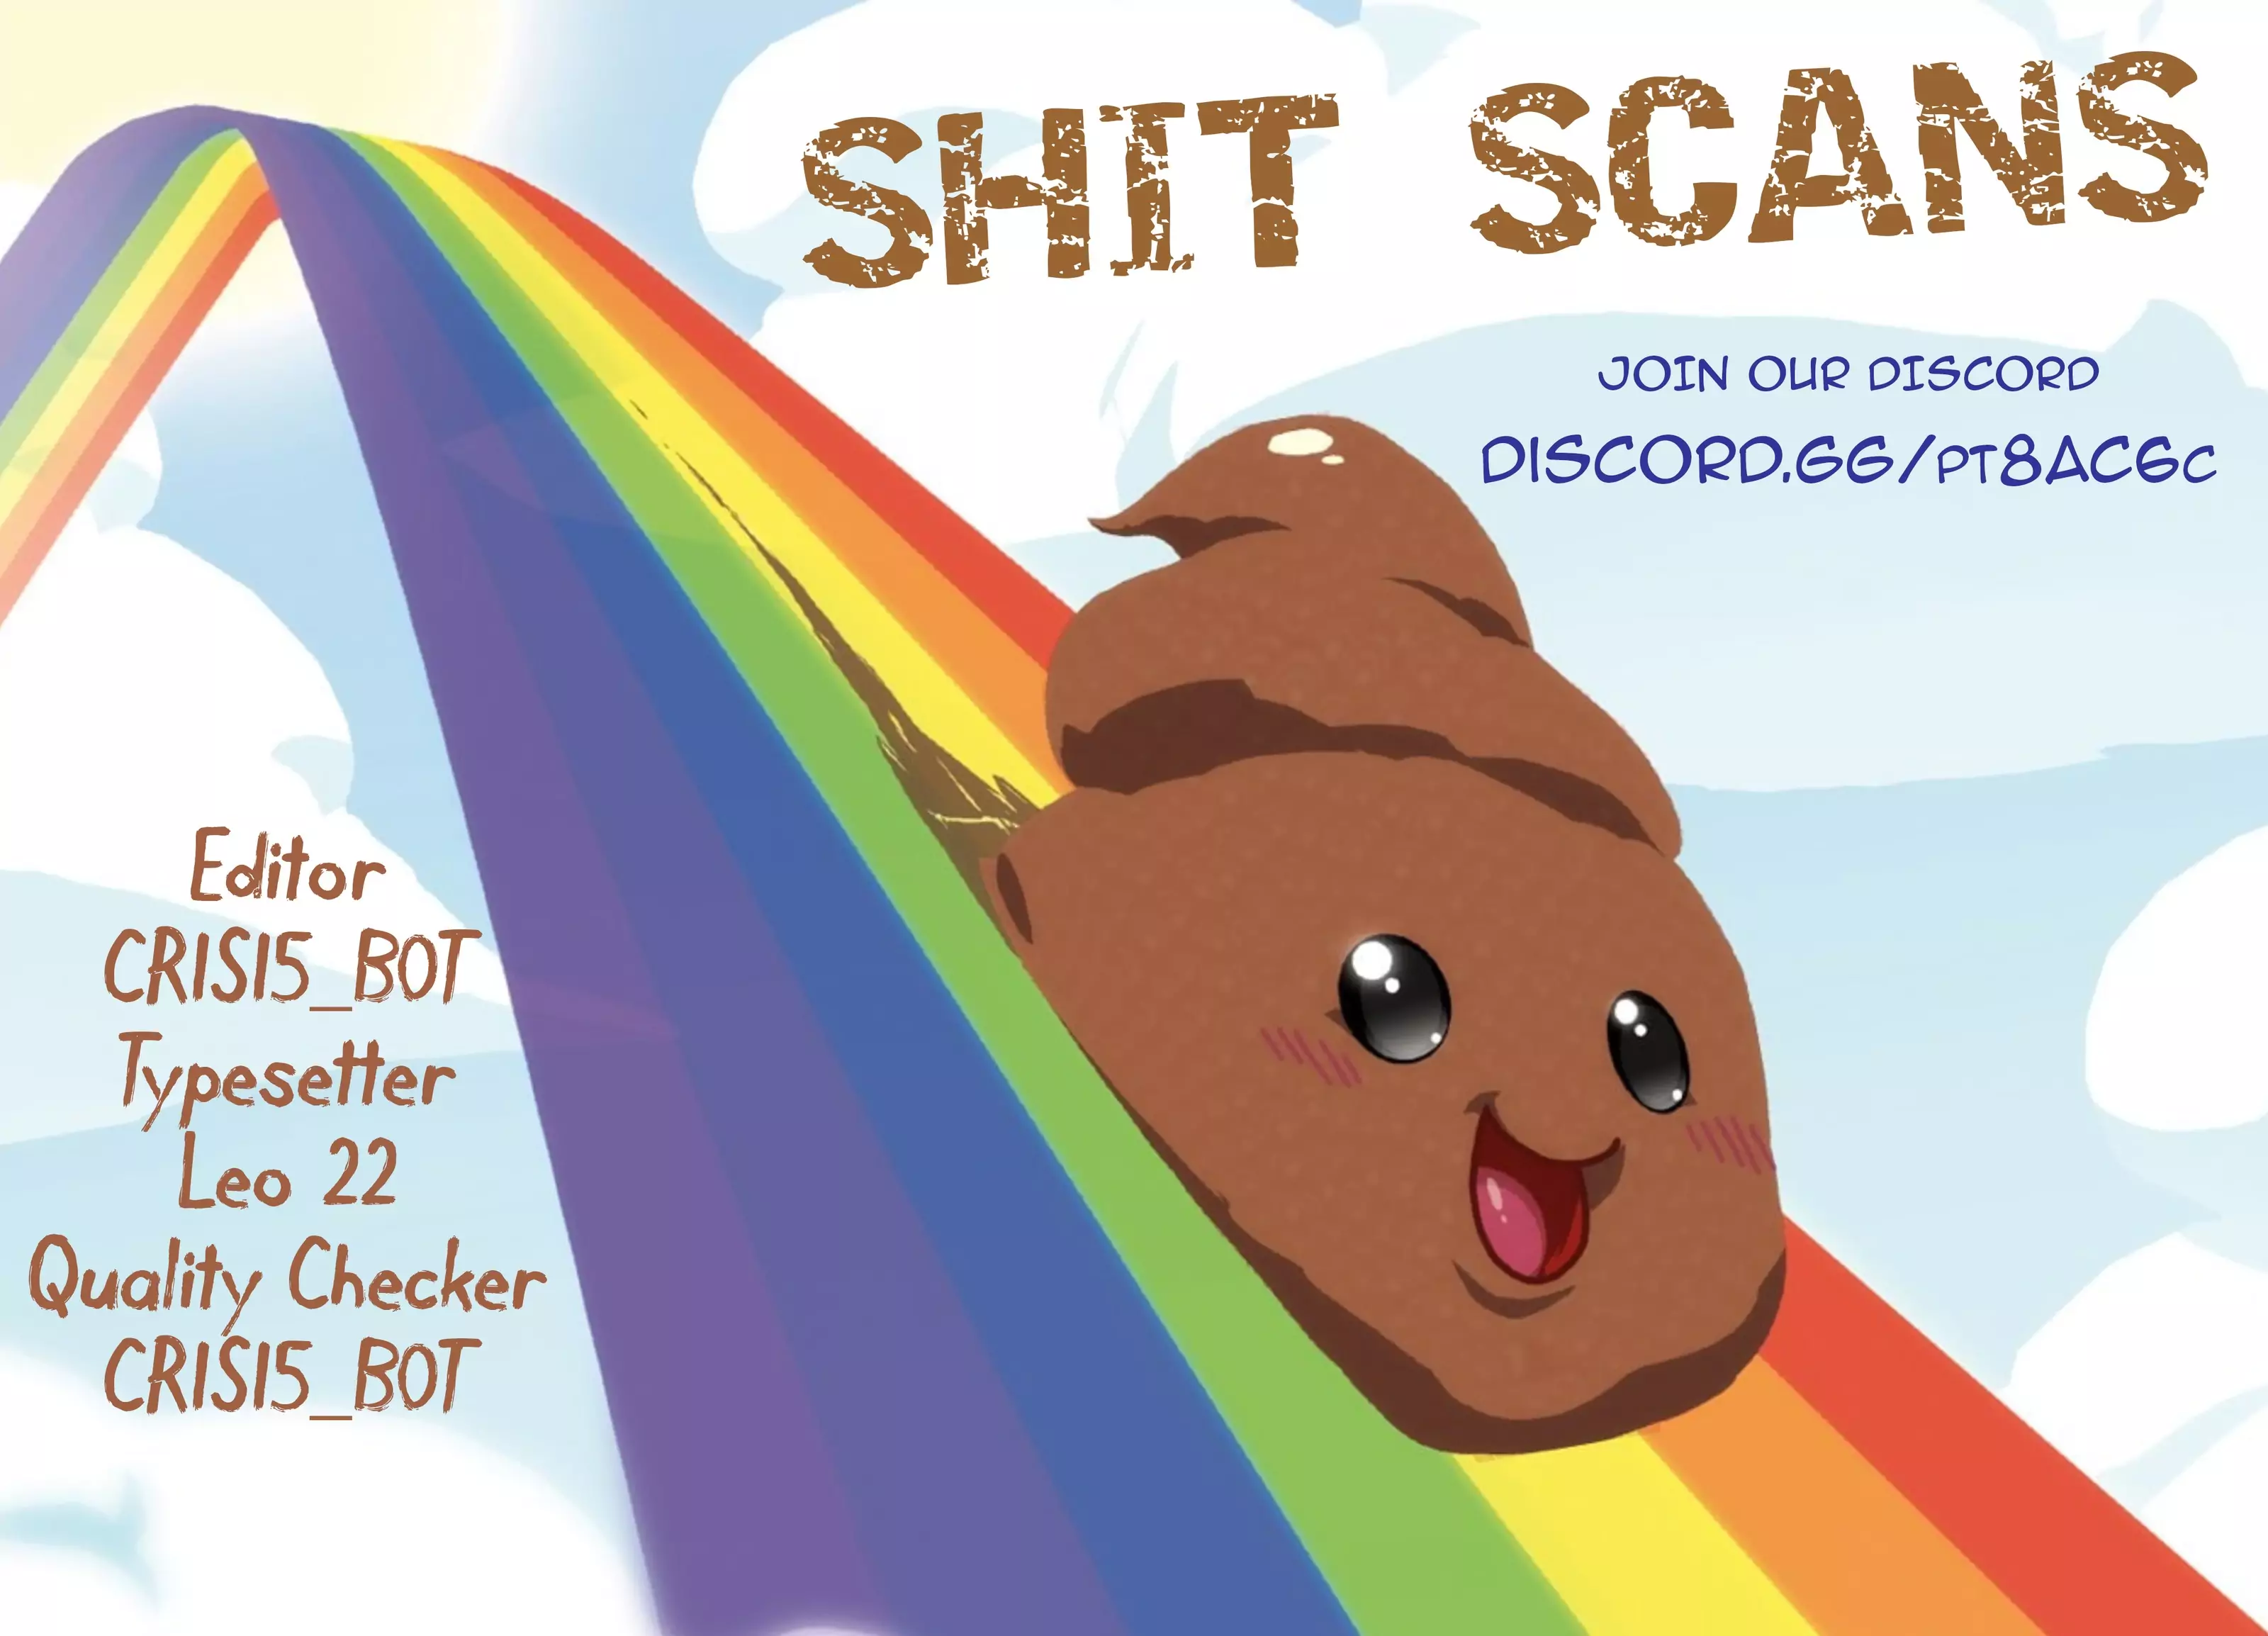 SHIT SCANS
JOIN OUR DISCORD
DISCORD.GG/PT8AC6C
Editor
CRISI5_BOT
Typesetter
Leo 22
Quality Checker
CRISI5_BOT